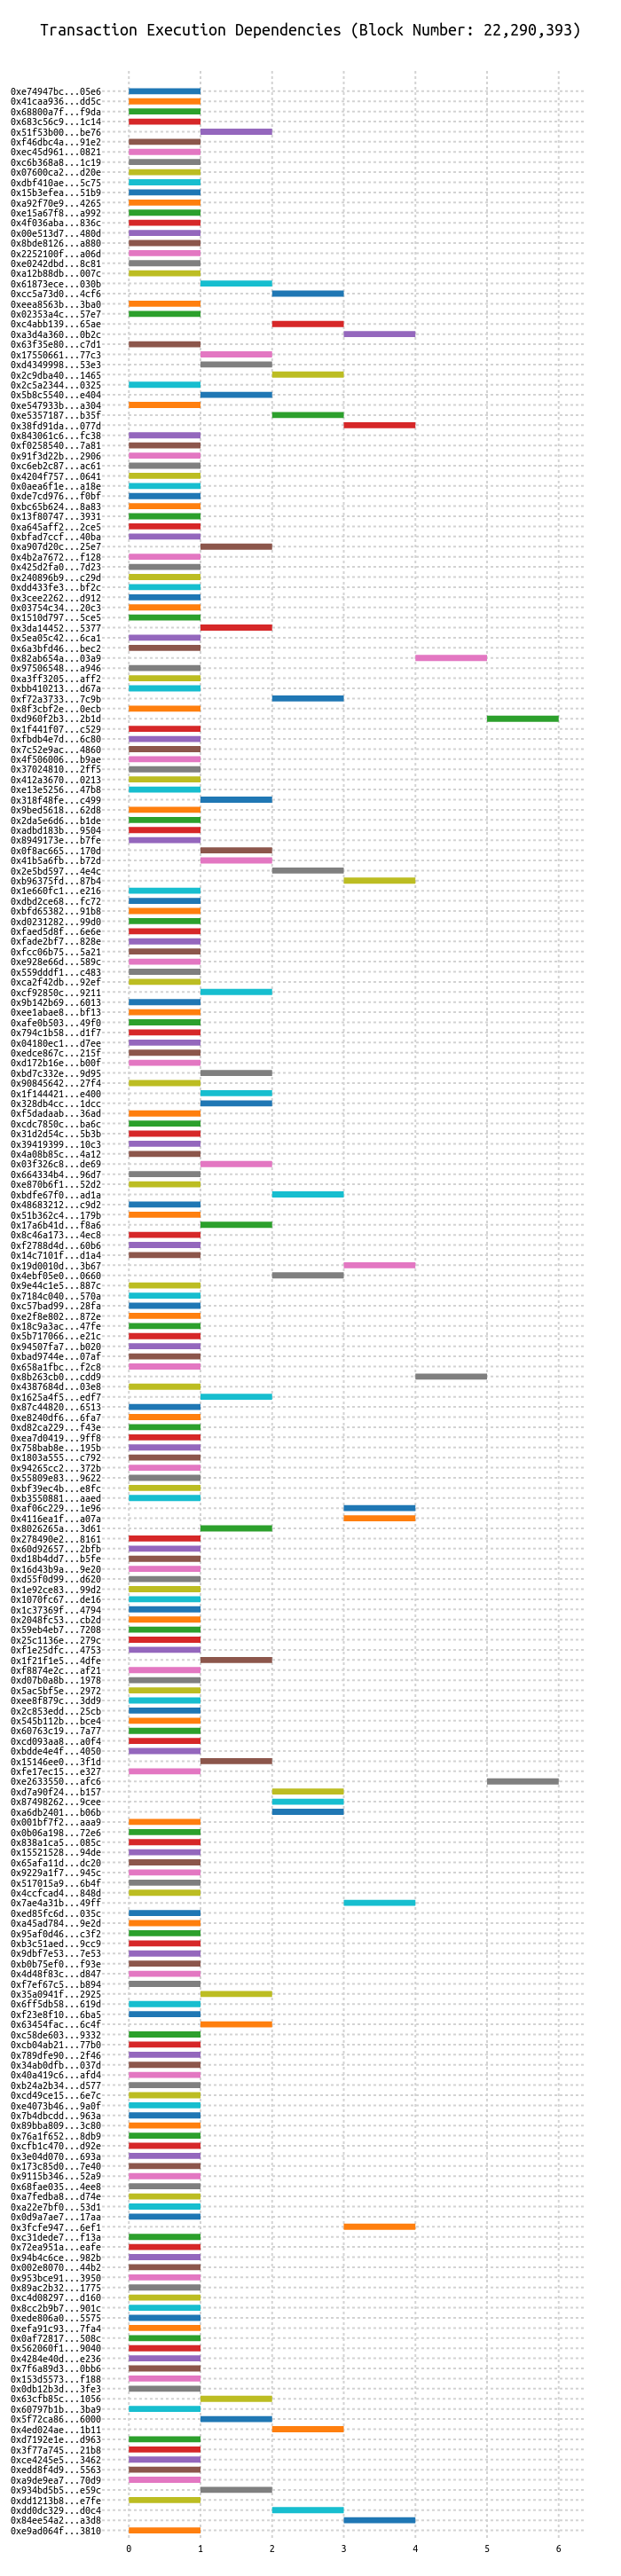 Transaction Execution Dependencies (Block Number: 22,290,393)
0xe74947bc...05e6
0x41caa936...dd5c
0x68800a7f...f9da
0x683c56c9...1c14
0x51f53b00...be76
0xf46dbc4a...91e2
0xec45d961...0821
0xc6b368a8...1c19
0x07600ca2...d20e
0xdbf410ae...5c75
0x15b3efea...51b9
0xa92f70e9...4265
0xe15a67f8...a992
0x4f036aba...836c
0x00e513d7...480d
0x8bde8126...a880
0x2252100f...a06d
0xe0242dbd...8c81
0xa12b88db...007c
0x61873ece...030b
0xcc5a73d0...4cf6
0xeea8563b...3ba0
0x02353a4c...57e7
0xc4abb139...65ae
0xa3d4a360...0b2c
0x63f35e80...c7d1
0x17550661...77c3
0xd4349998...53e3
0x2c9dba40...1465
0x2c5a2344...0325
0x5b8c5540...e404
0xe547933b...a304
0xe5357187...b35f
0x38fd91da...077d
0x843061c6...fc38
0xf0258540...7a81
0x91f3d22b...2906
0xc6eb2c87...ac61
0x4204f757...0641
0x0aea6f1e...a18e
0xde7cd976...f0bf
0xbc65b624...8a83
0x13f80747...3931
0xa645aff2...2ce5
0xbfad7ccf...40ba
0xa907d20c...25e7
0x4b2a7672...f128
0x425d2fa0...7d23
0x240896b9...c29d
0xdd433fe3...bf2c
0x3cee2262...d912
0x03754c34...20c3
0x1510d797...5ce5
0x3da14452...5377
0x5ea05c42...6ca1
0x6a3bfd46...bec2
0x82ab654a...03a9
0x97506548...a946
0xa3ff3205...aff2
0xbb410213...d67a
0xf72a3733...7c9b
0x8f3cbf2e...0ecb
0xd960f2b3...2b1d
0x1f441f07...c529
0xfbdb4e7d...6c80
0x7c52e9ac...4860
0x4f506006...b9ae
0x37024810...2ff5
0x412a3670...0213
0xe13e5256...47b8
0x318f48fe...c499
0x9bed5618...62d8
0x2da5e6d6...b1de
0xadbd183b...9504
0x8949173e...b7fe
0x0f8ac665...170d
0x41b5a6fb...b72d
0x2e5bd597...4e4c
0xb96375fd...87b4
0x1e660fc1...e216
0xdbd2ce68...fc72
0xbfd65382...91b8
0xd0231282...99d0
0xfaed5d8f...6e6e
0xfade2bf7...828e
0xfcc06b75...5a21
0xe928e66d...589c
0x559dddf1...c483
0xca2f42db...92ef
0xcf92850c...9211
0x9b142b69...6013
0xee1abae8...bf13
0xafe0b503...49f0
0x794c1b58...d1f7
0x04180ec1...d7ee
0xedce867c...215f
0xd172b16e...b00f
0xbd7c332e...9d95
0x90845642...27f4
0x1f144421...e400
0x328db4cc...1dcc
0xf5dadaab...36ad
0xcdc7850c...ba6c
0x31d2d54c...5b3b
0x39419399...10c3
0x4a08b85c...4a12
0x03f326c8...de69
0x664334b4...96d7
0xe870b6f1...52d2
0xbdfe67f0...ad1a
0x48683212...c9d2
0x51b362c4...179b
0x17a6b41d...f8a6
0x8c46a173...4ec8
0xf2788d4d...60b6
0x14c7101f...d1a4
0x19d0010d...3b67
0x4ebf05e0...0660
0x9e44c1e5...887c
0x7184c040...570a
0xc57bad99...28fa
0xe2f8e802...872e
0x18c9a3ac...47fe
0x5b717066...e21c
0x94507fa7...b020
0xbad9744e...07af
0x658a1fbc...f2c8
0x8b263cb0...cdd9
0x4387684d...03e8
0x1625a4f5...edf7
0x87c44820...6513
0xe8240df6...6fa7
0xd82ca229...f43e
0xea7d0419...9ff8
0x758bab8e...195b
0x1803a555...c792
0x94265cc2...372b
0x55809e83...9622
0xbf39ec4b...e8fc
0xb3550881...aaed
0xaf06c229...1e96
0x4116ea1f...a07a
0x8026265a...3d61
0x278490e2...8161
0x60d92657...2bfb
0xd18b4dd7...b5fe
0x16d43b9a...9e20
0xd55f0d99...d620
0x1e92ce83...99d2
0x1070fc67...de16
0x1c37369f...4794
0x2048fc53...cb2d
0x59eb4eb7...7208
0x25c1136e...279c
0xf1e25dfc...4753
0x1f21f1e5...4dfe
0xf8874e2c...af21
0xd07b0a8b...1978
0x5ac5bf5e...2972
0xee8f879c...3dd9
0x2c853edd...25cb
0x545b112b...bce4
0x60763c19...7a77
0xcd093aa8...a0f4
0xbdde4e4f...4050
0x15146ee0...3f1d
0xfe17ec15...e327
0xe2633550...afc6
0xd7a90f24...b157
0x87498262...9cee
0xa6db2401...b06b
0x001bf7f2...aaa9
0x0b06a198...72e6
0x838a1ca5...085c
0x15521528...94de
0x65afa11d...dc20
0x9229a1f7...945c
0x517015a9...6b4f
0x4ccfcad4...848d
0x7ae4a31b...49ff
0xed85fc6d...035c
0xa45ad784...9e2d
0x95af0d46...c3f2
0xb3c51aed...9cc9
0x9dbf7e53...7e53
0xb0b75ef0...f93e
0x4d48f83c...d847
0xf7ef67c5...b894
0x35a0941f...2925
0x6ff5db58...619d
0xf23e8f10...6ba5
0x63454fac...6c4f
0xc58de603...9332
0xcb04ab21...77b0
0x789dfe90...2f46
0x34ab0dfb...037d
0x40a419c6...afd4
0xb24a2b34...d577
0xcd49ce15...6e7c
0xe4073b46...9a0f
0x7b4dbcdd...963a
0x89bba809...3c80
0x76a1f652...8db9
0xcfb1c470...d92e
0x3e04d070...693a
0x173c85d0...7e40
0x9115b346...52a9
0x68fae035...4ee8
0xa7fedba8...d74e
0xa22e7bf0...53d1
0x0d9a7ae7...17aa
0x3fcfe947...6ef1
0xc31dede7...f13a
0x72ea951a...eafe
0x94b4c6ce...982b
0x002e8070...44b2
0x953bce91...3950
0x89ac2b32...1775
0xc4d08297...d160
0x8cc2b9b7...901c
0xede806a0...5575
0xefa91c93...7fa4
0x0af72817...508c
0x562060f1...9040
0x4284e40d...e236
0x7f6a89d3...0bb6
0x153d5573...f188
0x0db12b3d...3fe3
0x63cfb85c...1056
0x60797b1b...3ba9
0x5f72ca86...6000
0x4ed024ae...1b11
0xd7192e1e...d963
0x3f77a745...21b8
0xce4245e5...3462
0xedd8f4d9...5563
0xa9de9ea7...70d9
0x934bd5b5...e59c
0xdd1213b8...e7fe
0xdd0dc329...d0c4
0x84ee54a2...a3d8
0xe9ad064f...3810
0 1 2 3 4 5 6